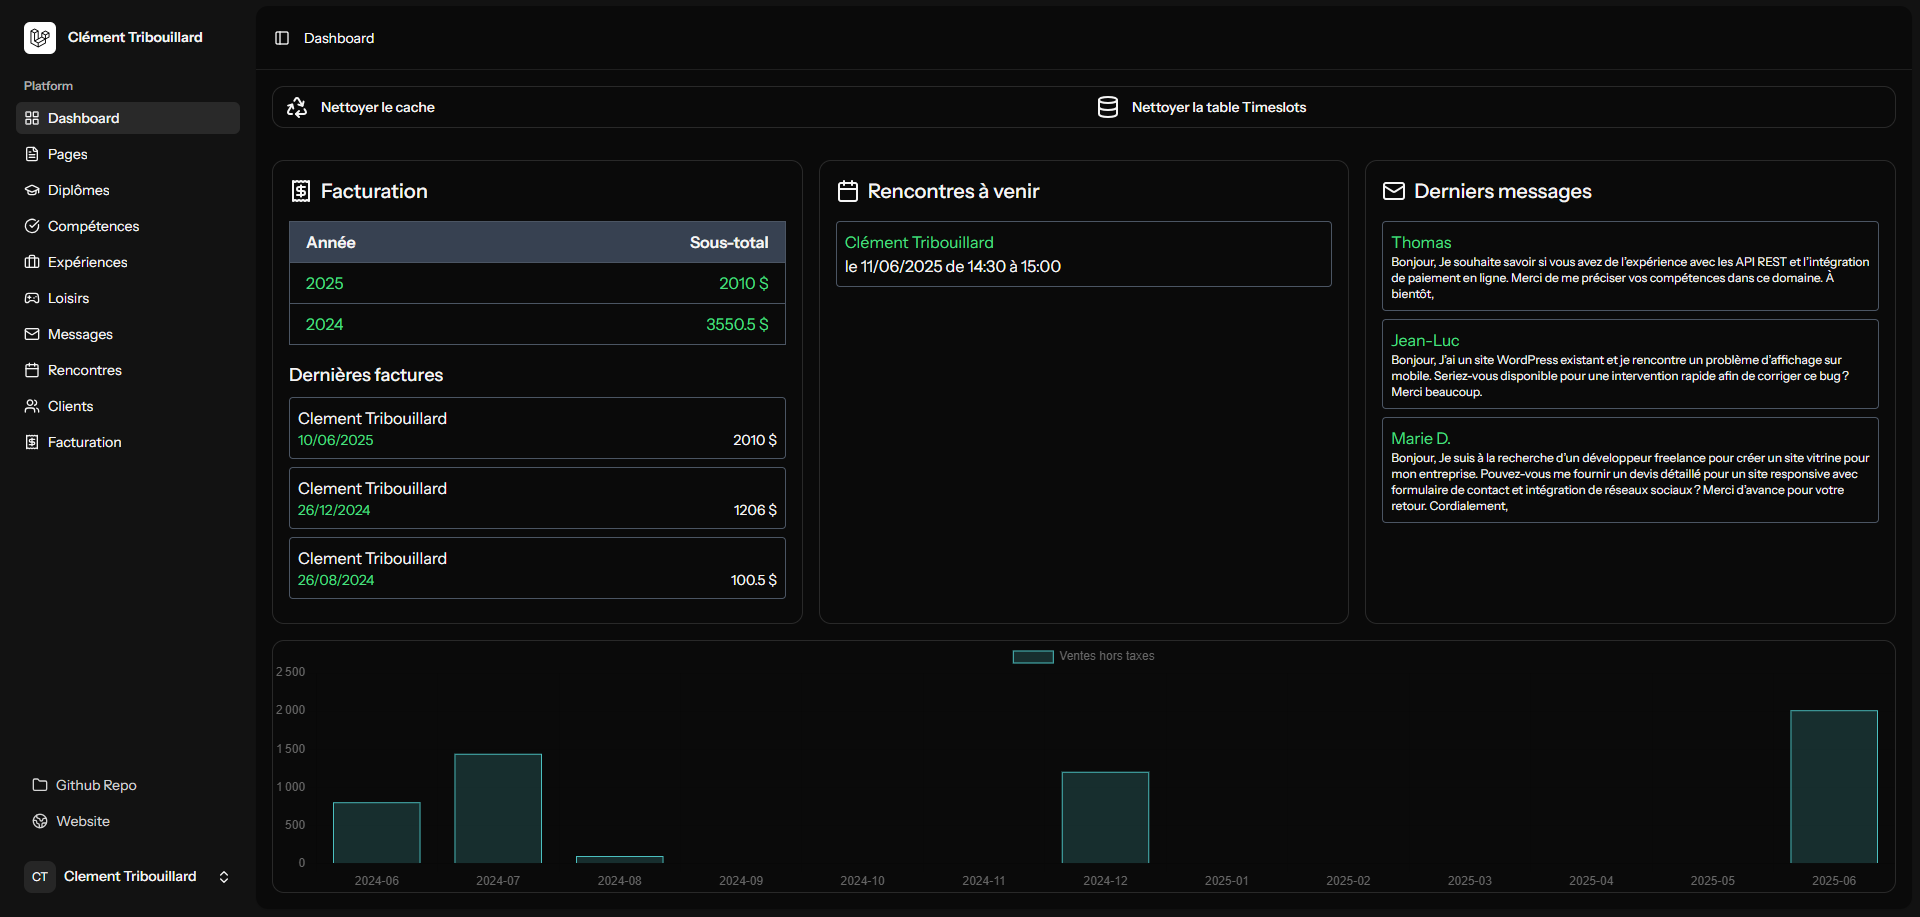 Clément Tribouillard
Platform
Dashboard
Pages
Diplômes
Compétences
Expériences
Loisirs
Messages
Rencontres
Clients
Facturation
Github Repo
Website
CT Clement Tribouillard
Dashboard
Nettoyer le cache
Nettoyer la table Timeslots
Facturation
Année Sous-total
2025 2010 $
2024 3550.5 $
Dernières factures
Clement Tribouillard
10/06/2025 2010 $
Clement Tribouillard
26/12/2024 1206 $
Clement Tribouillard
26/08/2024 100.5 $
Rencontres à venir
Clément Tribouillard
le 11/06/2025 de 14:30 à 15:00
Derniers messages
Thomas
Bonjour, Je souhaite savoir si vous avez de l’expérience avec les API REST et l’intégration
de paiement en ligne. Merci de me préciser vos compétences dans ce domaine. À
bientôt,
Jean-Luc
Bonjour, J’ai un site WordPress existant et je rencontre un problème d’affichage sur
mobile. Seriez-vous disponible pour une intervention rapide afin de corriger ce bug ?
Merci beaucoup.
Marie D.
Bonjour, Je suis à la recherche d’un développeur freelance pour créer un site vitrine pour
mon entreprise. Pouvez-vous me fournir un devis détaillé pour un site responsive avec
formulaire de contact et intégration de réseaux sociaux ? Merci d’avance pour votre
retour. Cordialement,
Ventes hors taxes
2 500
2 000
1 500
1 000
500
0
2024-06 2024-07 2024-08 2024-09 2024-10 2024-11 2024-12 2025-01 2025-02 2025-03 2025-04 2025-05 2025-06